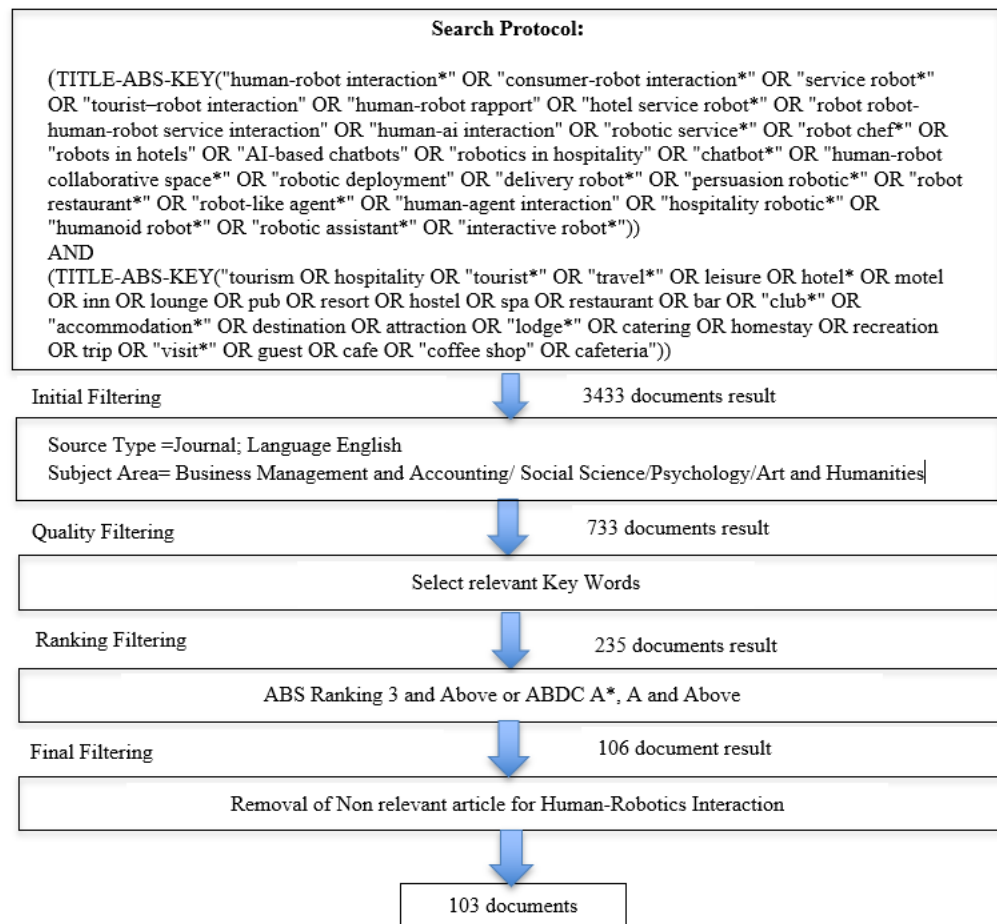 Search Protocol:
(TITLE-ABS-KEY("human-robot interaction*" OR "consumer-robot interaction*" OR "service robot*"
OR "tourist–robot interaction" OR "human-robot rapport" OR "hotel service robot*" OR "robot robot-
human-robot service interaction" OR "human-ai interaction" OR "robotic service*" OR "robot chef*" OR
"robots in hotels" OR "AI-based chatbots" OR "robotics in hospitality" OR "chatbot*" OR "human-robot
collaborative space*" OR "robotic deployment" OR "delivery robot*" OR "persuasion robotic*" OR "robot
restaurant*" OR "robot-like agent*" OR "human-agent interaction" OR "hospitality robotic*" OR
"humanoid robot*" OR "robotic assistant*" OR "interactive robot*"))
AND
(TITLE-ABS-KEY("tourism OR hospitality OR "tourist*" OR "travel*" OR leisure OR hotel* OR motel
OR inn OR lounge OR pub OR resort OR hostel OR spa OR restaurant OR bar OR "club*" OR
"accommodation*" OR destination OR attraction OR "lodge*" OR catering OR homestay OR recreation
OR trip OR "visit*" OR guest OR cafe OR "coffee shop" OR cafeteria"))
Initial Filtering
3433 documents result
Source Type =Journal; Language English
Subject Area= Business Management and Accounting/ Social Science/Psychology/Art and Humanities
Quality Filtering
733 documents result
Select relevant Key Words
Ranking Filtering
235 documents result
ABS Ranking 3 and Above or ABDC A*, A and Above
Final Filtering
106 document result
Removal of Non relevant article for Human-Robotics Interaction
103 documents